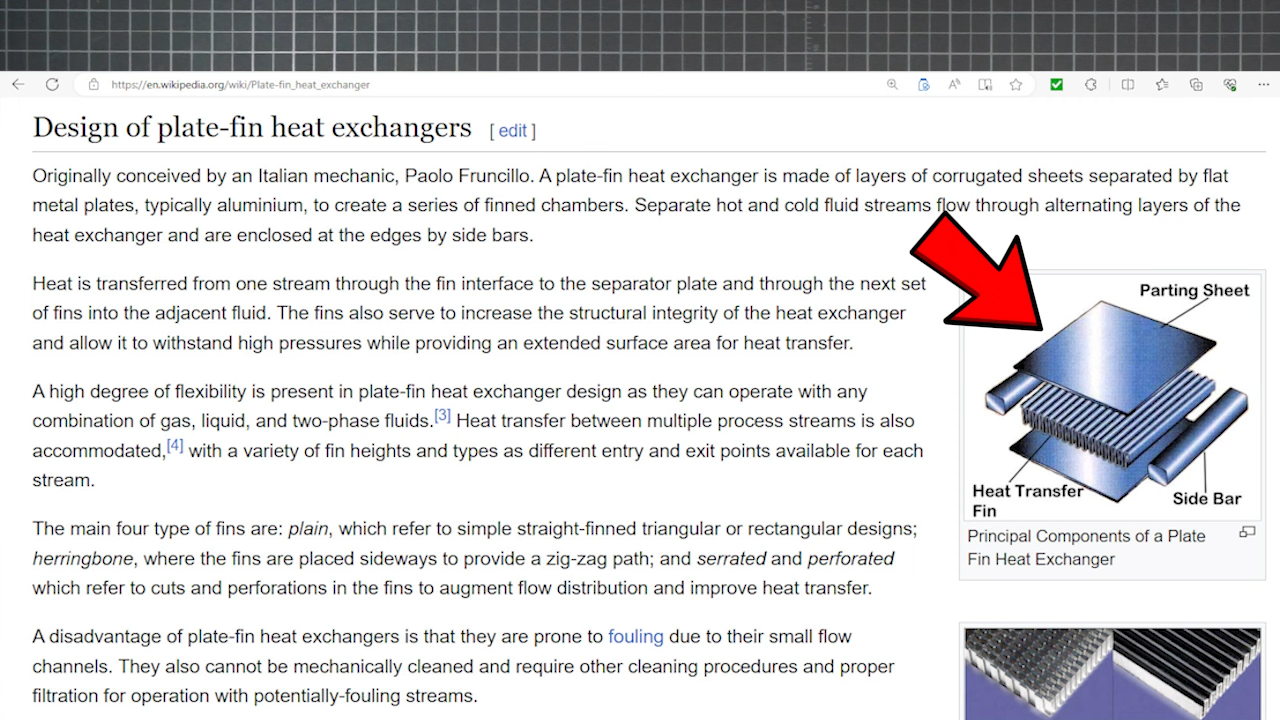 https://en.wikipedia.org/wiki/Plate-fin_heat_exchanger
Design of plate-fin heat exchangers [ edit ]
Originally conceived by an Italian mechanic, Paolo Fruncillo. A plate-fin heat exchanger is made of layers of corrugated sheets separated by flat
metal plates, typically aluminium, to create a series of finned chambers. Separate hot and cold fluid streams flow through alternating layers of the
heat exchanger and are enclosed at the edges by side bars.
Heat is transferred from one stream through the fin interface to the separator plate and through the next set
of fins into the adjacent fluid. The fins also serve to increase the structural integrity of the heat exchanger
and allow it to withstand high pressures while providing an extended surface area for heat transfer.
A high degree of flexibility is present in plate-fin heat exchanger design as they can operate with any
combination of gas, liquid, and two-phase fluids.[3] Heat transfer between multiple process streams is also
accommodated,[4] with a variety of fin heights and types as different entry and exit points available for each
stream.
The main four type of fins are: plain, which refer to simple straight-finned triangular or rectangular designs;
herringbone, where the fins are placed sideways to provide a zig-zag path; and serrated and perforated
which refer to cuts and perforations in the fins to augment flow distribution and improve heat transfer.
A disadvantage of plate-fin heat exchangers is that they are prone to fouling due to their small flow
channels. They also cannot be mechanically cleaned and require other cleaning procedures and proper
filtration for operation with potentially-fouling streams.
Parting Sheet
Heat Transfer
Fin
Side Bar
Principal Components of a Plate
Fin Heat Exchanger